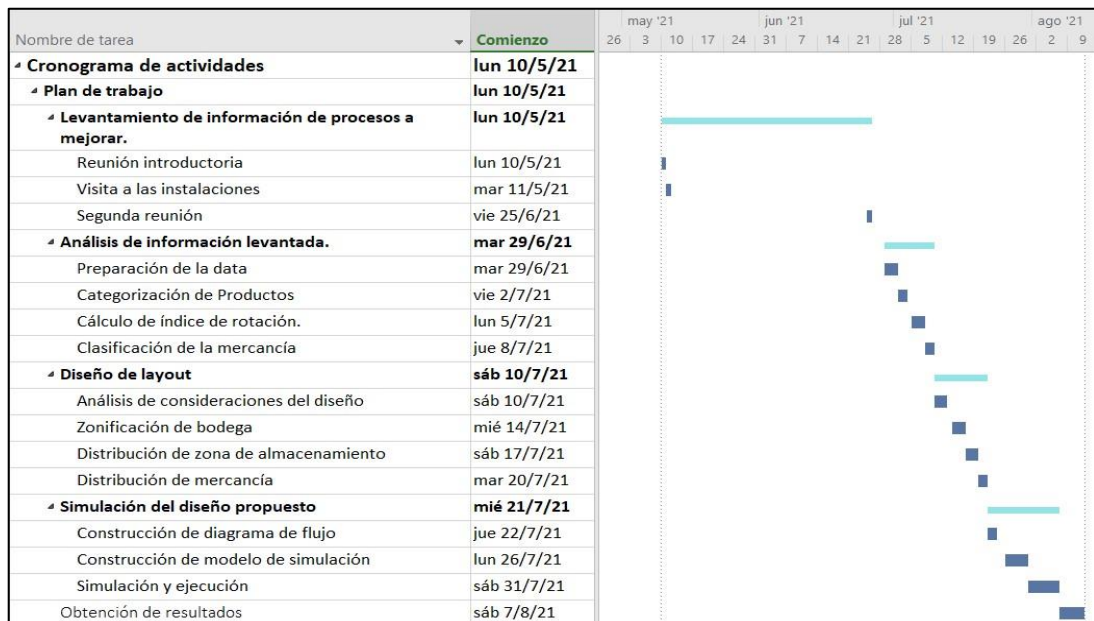 may '21 jun '21 jul '21 ago '21
Nombre de tarea Comienzo 26 3 10 17 24 31 7 14 21 28 5 12 19 26 2 9
Cronograma de actividades lun 10/5/21
Plan de trabajo lun 10/5/21
Levantamiento de información de procesos a lun 10/5/21
mejorar.
Reunión introductoria lun 10/5/21
Visita a las instalaciones mar 11/5/21
Segunda reunión vie 25/6/21
Análisis de información levantada. mar 29/6/21
Preparación de la data mar 29/6/21
Categorización de Productos vie 2/7/21
Cálculo de índice de rotación. lun 5/7/21
Clasificación de la mercancía jue 8/7/21
Diseño de layout sáb 10/7/21
Análisis de consideraciones del diseño sáb 10/7/21
Zonificación de bodega mié 14/7/21
Distribución de zona de almacenamiento sáb 17/7/21
Distribución de mercancía mar 20/7/21
Simulación del diseño propuesto mié 21/7/21
Construcción de diagrama de flujo jue 22/7/21
Construcción de modelo de simulación lun 26/7/21
Simulación y ejecución sáb 31/7/21
Obtención de resultados sáb 7/8/21